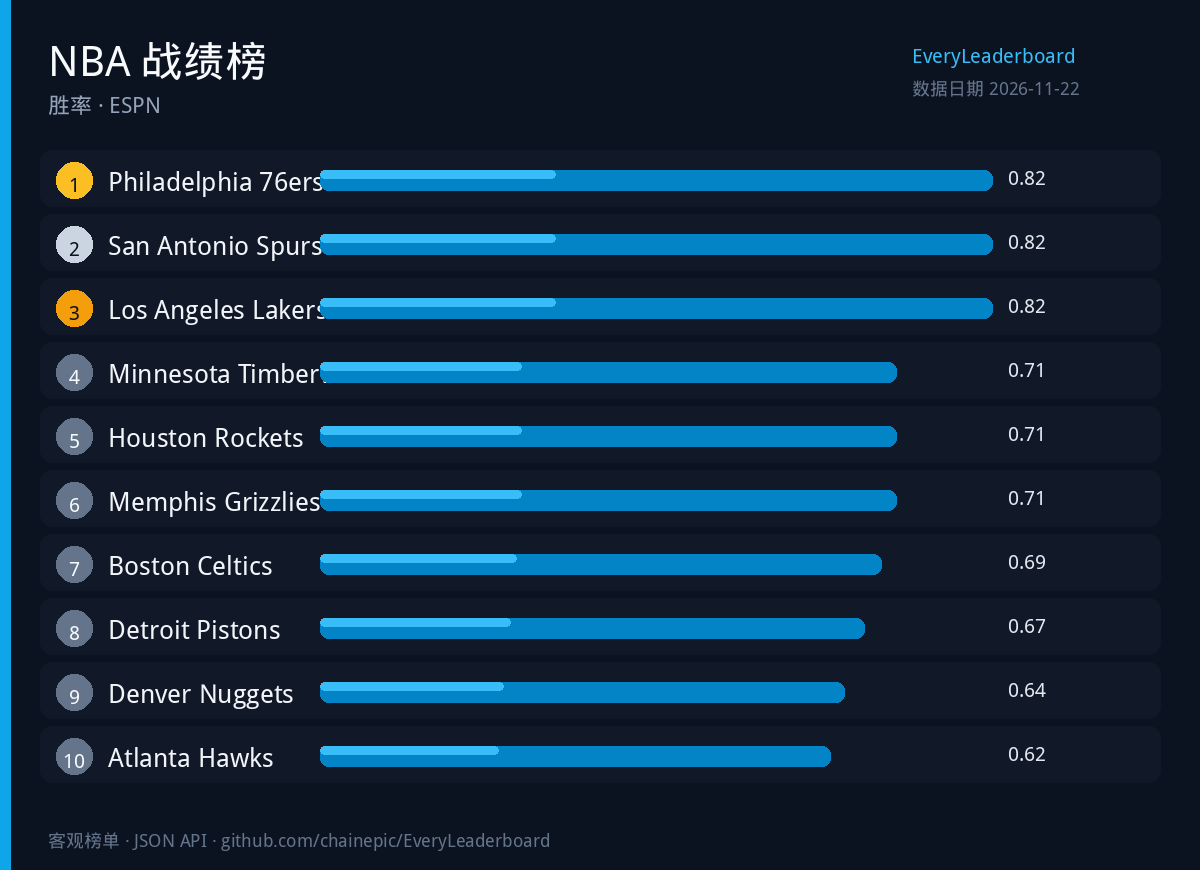 NBA 战绩榜
胜率 · ESPN
EveryLeaderboard
数据日期 2026-11-22
1 Philadelphia 76ers 0.82
2 San Antonio Spurs 0.82
3 Los Angeles Lakers 0.82
4 Minnesota Timber 0.71
5 Houston Rockets 0.71
6 Memphis Grizzlies 0.71
7 Boston Celtics 0.69
8 Detroit Pistons 0.67
9 Denver Nuggets 0.64
10 Atlanta Hawks 0.62
客观榜单 · JSON API · github.com/chainepic/EveryLeaderboard